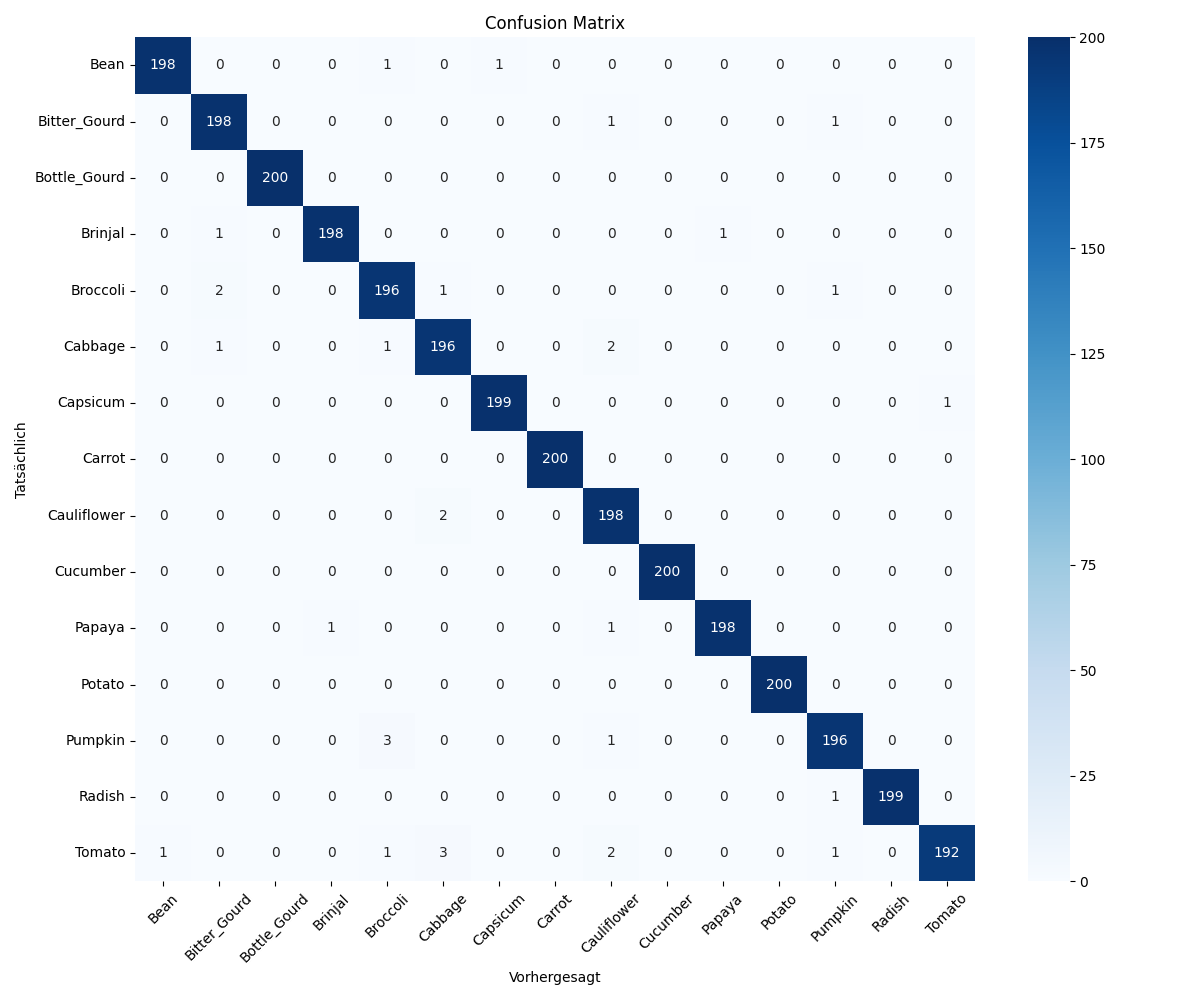 Confusion Matrix
Bean 198 0 0 0 1 0 1 0 0 0 0 0 0 0 0
Bitter_Gourd 0 198 0 0 0 0 0 0 1 0 0 0 1 0 0
Bottle_Gourd 0 0 200 0 0 0 0 0 0 0 0 0 0 0 0
Brinjal 0 1 0 198 0 0 0 0 0 0 1 0 0 0 0
Broccoli 0 2 0 0 196 1 0 0 0 0 0 0 1 0 0
Cabbage 0 1 0 0 1 196 0 0 2 0 0 0 0 0 0
Capsicum 0 0 0 0 0 0 199 0 0 0 0 0 0 0 1
Carrot 0 0 0 0 0 0 0 200 0 0 0 0 0 0 0
Cauliflower 0 0 0 0 0 2 0 0 198 0 0 0 0 0 0
Cucumber 0 0 0 0 0 0 0 0 0 200 0 0 0 0 0
Papaya 0 0 0 1 0 0 0 0 1 0 198 0 0 0 0
Potato 0 0 0 0 0 0 0 0 0 0 0 200 0 0 0
Pumpkin 0 0 0 0 3 0 0 0 1 0 0 0 196 0 0
Radish 0 0 0 0 0 0 0 0 0 0 0 0 1 199 0
Tomato 1 0 0 0 1 3 0 0 2 0 0 0 1 0 192
Bean Bitter_Gourd Bottle_Gourd Brinjal Broccoli Cabbage Capsicum Carrot Cauliflower Cucumber Papaya Potato Pumpkin Radish Tomato
Vorhergesagt
Tatsächlich
200
175
150
125
100
75
50
25
0